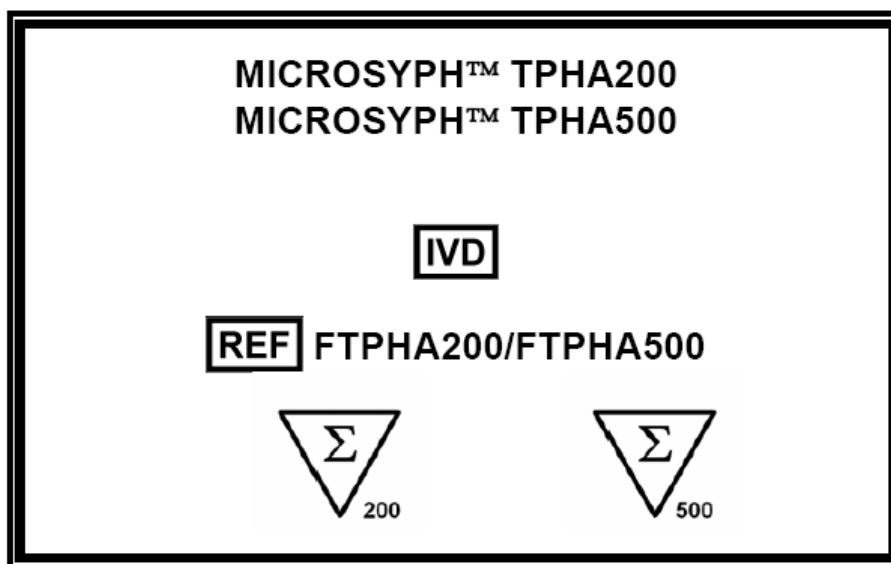 MICROSYPH™ TPHA200
MICROSYPH™ TPHA500
IVD
REF FTPHA200/FTPHA500
Σ Σ
200 500